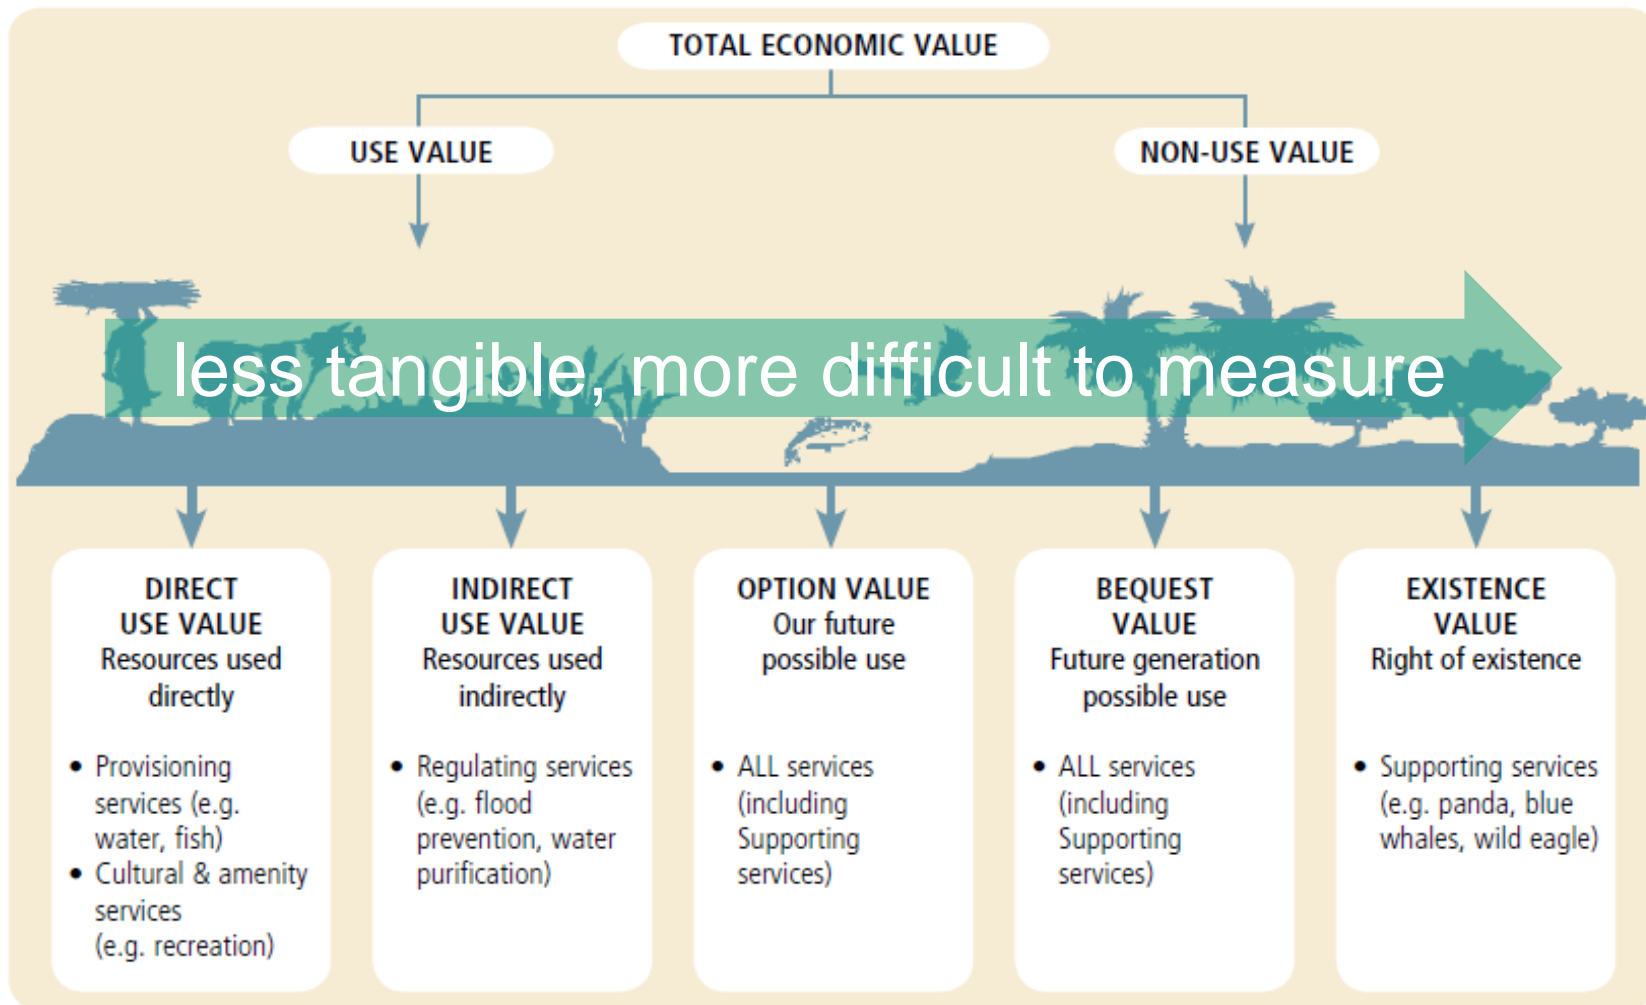 TOTAL ECONOMIC VALUE
USE VALUE
NON-USE VALUE
less tangible, more difficult to measure
DIRECT
USE VALUE
Resources used
directly
• Provisioning
services (e.g.
water, fish)
• Cultural & amenity
services
(e.g. recreation)
INDIRECT
USE VALUE
Resources used
indirectly
• Regulating services
(e.g. flood
prevention, water
purification)
OPTION VALUE
Our future
possible use
• ALL services
(including
Supporting
services)
BEQUEST
VALUE
Future generation
possible use
• ALL services
(including
Supporting
services)
EXISTENCE
VALUE
Right of existence
• Supporting services
(e.g. panda, blue
whales, wild eagle)